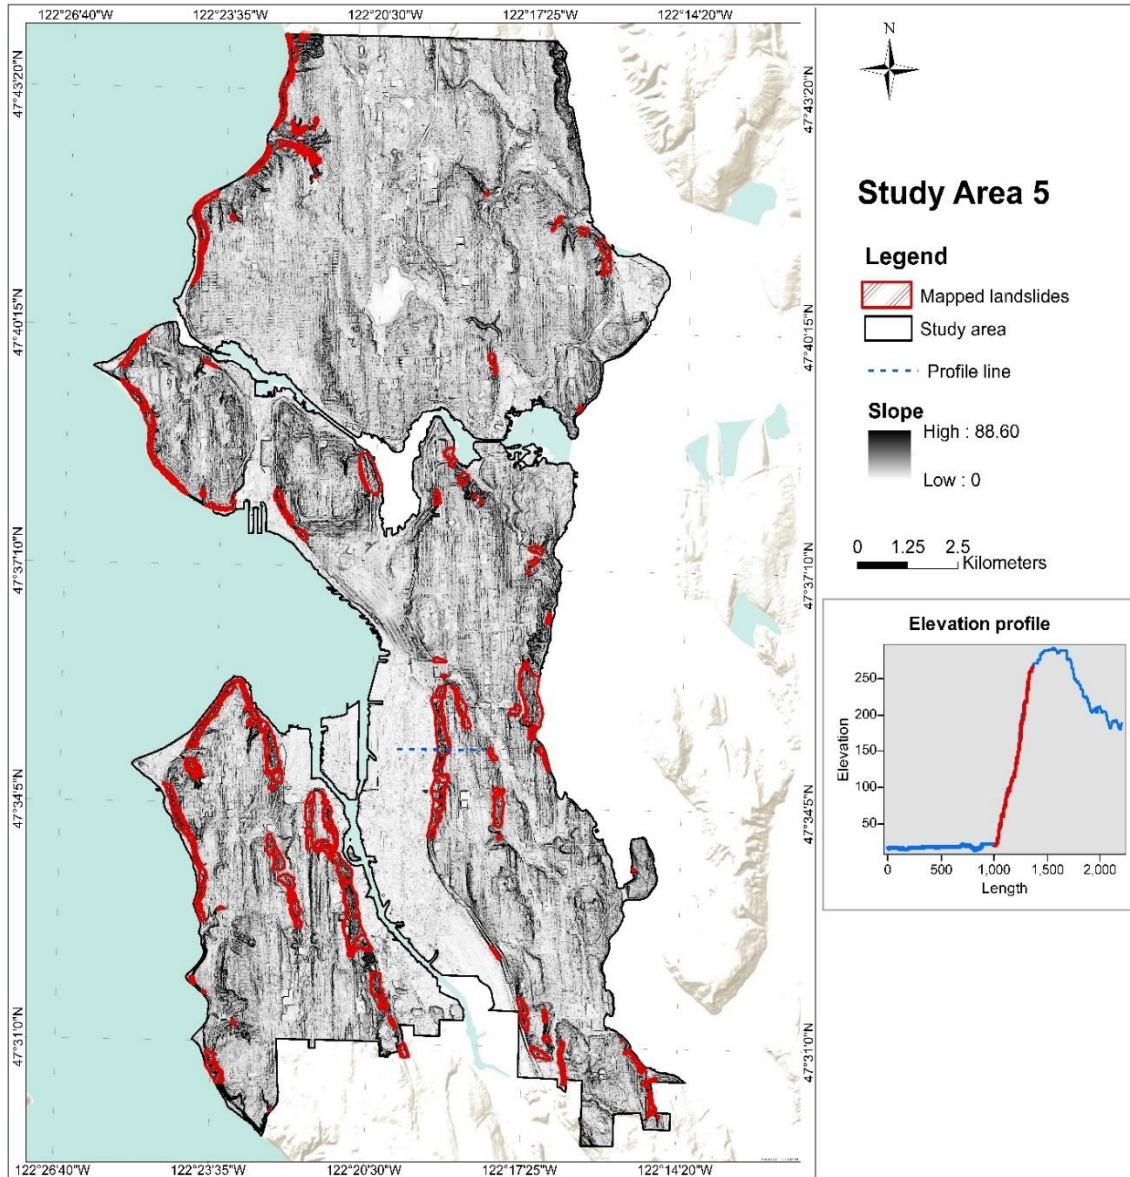 122°26'40"W 122°23'35"W 122°20'30"W 122°17'25"W 122°14'20"W
47°43'20"N
47°40'15"N
47°37'10"N
47°34'5"N
47°31'0"N
47°43'20"N
47°40'15"N
47°37'10"N
47°34'5"N
47°31'0"N
122°26'40"W 122°23'35"W 122°20'30"W 122°17'25"W 122°14'20"W
N
Study Area 5
Legend
Mapped landslides
Study area
Profile line
Slope
High : 88.60
Low : 0
0 1.25 2.5
Kilometers
Elevation profile
Elevation
250
200
150
100
50
0 500 1,000 1,500 2,000
Length